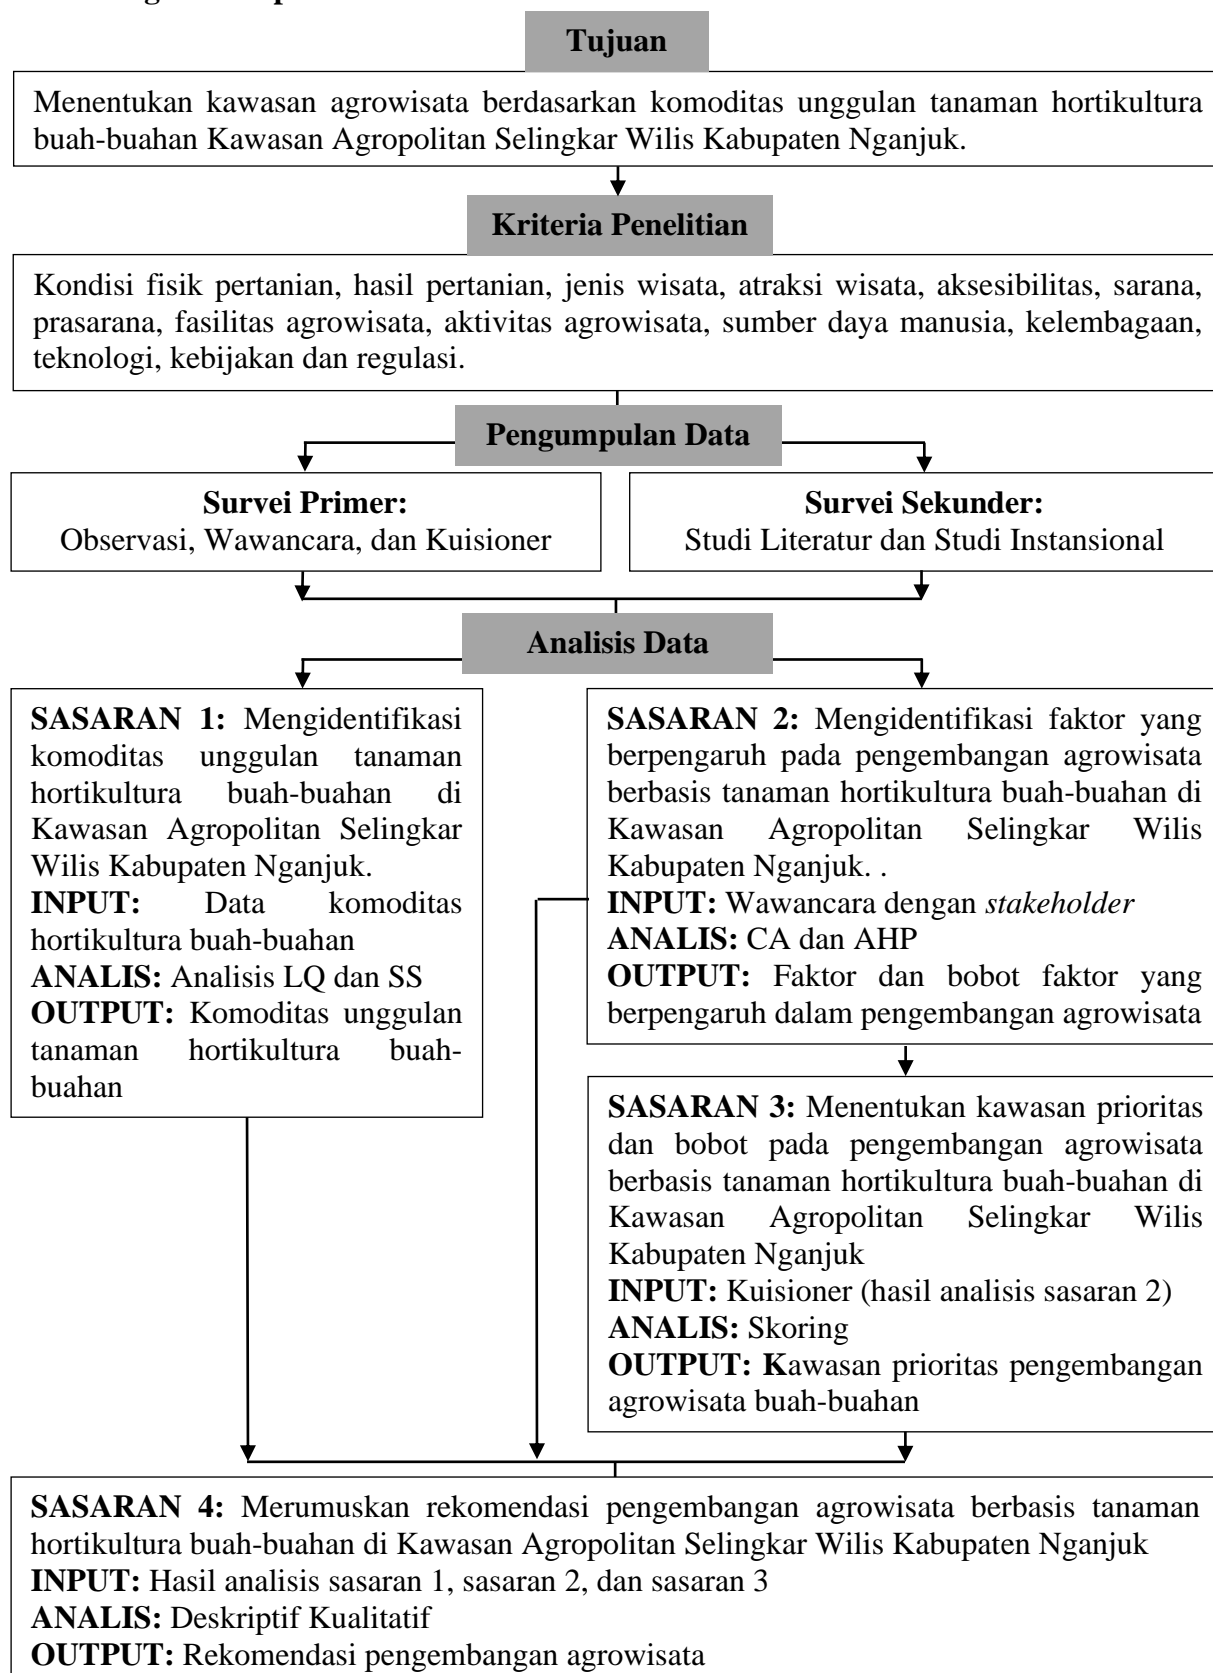 Tujuan
Menentukan kawasan agrowisata berdasarkan komoditas unggulan tanaman hortikultura
buah-buahan Kawasan Agropolitan Selingkar Wilis Kabupaten Nganjuk.
Kriteria Penelitian
Kondisi fisik pertanian, hasil pertanian, jenis wisata, atraksi wisata, aksesibilitas, sarana,
prasarana, fasilitas agrowisata, aktivitas agrowisata, sumber daya manusia, kelembagaan,
teknologi, kebijakan dan regulasi.
Pengumpulan Data
Survei Primer:
Observasi, Wawancara, dan Kuisioner
Survei Sekunder:
Studi Literatur dan Studi Instansional
Analisis Data
SASARAN 1: Mengidentifikasi
komoditas unggulan tanaman
hortikultura buah-buahan di
Kawasan Agropolitan Selingkar
Wilis Kabupaten Nganjuk.
INPUT: Data komoditas
hortikultura buah-buahan
ANALIS: Analisis LQ dan SS
OUTPUT: Komoditas unggulan
tanaman hortikultura buah-
buahan
SASARAN 2: Mengidentifikasi faktor yang
berpengaruh pada pengembangan agrowisata
berbasis tanaman hortikultura buah-buahan di
Kawasan Agropolitan Selingkar Wilis
Kabupaten Nganjuk. .
INPUT: Wawancara dengan stakeholder
ANALIS: CA dan AHP
OUTPUT: Faktor dan bobot faktor yang
berpengaruh dalam pengembangan agrowisata
SASARAN 3: Menentukan kawasan prioritas
dan bobot pada pengembangan agrowisata
berbasis tanaman hortikultura buah-buahan di
Kawasan Agropolitan Selingkar Wilis
Kabupaten Nganjuk
INPUT: Kuisioner (hasil analisis sasaran 2)
ANALIS: Skoring
OUTPUT: Kawasan prioritas pengembangan
agrowisata buah-buahan
SASARAN 4: Merumuskan rekomendasi pengembangan agrowisata berbasis tanaman
hortikultura buah-buahan di Kawasan Agropolitan Selingkar Wilis Kabupaten Nganjuk
INPUT: Hasil analisis sasaran 1, sasaran 2, dan sasaran 3
ANALIS: Deskriptif Kualitatif
OUTPUT: Rekomendasi pengembangan agrowisata